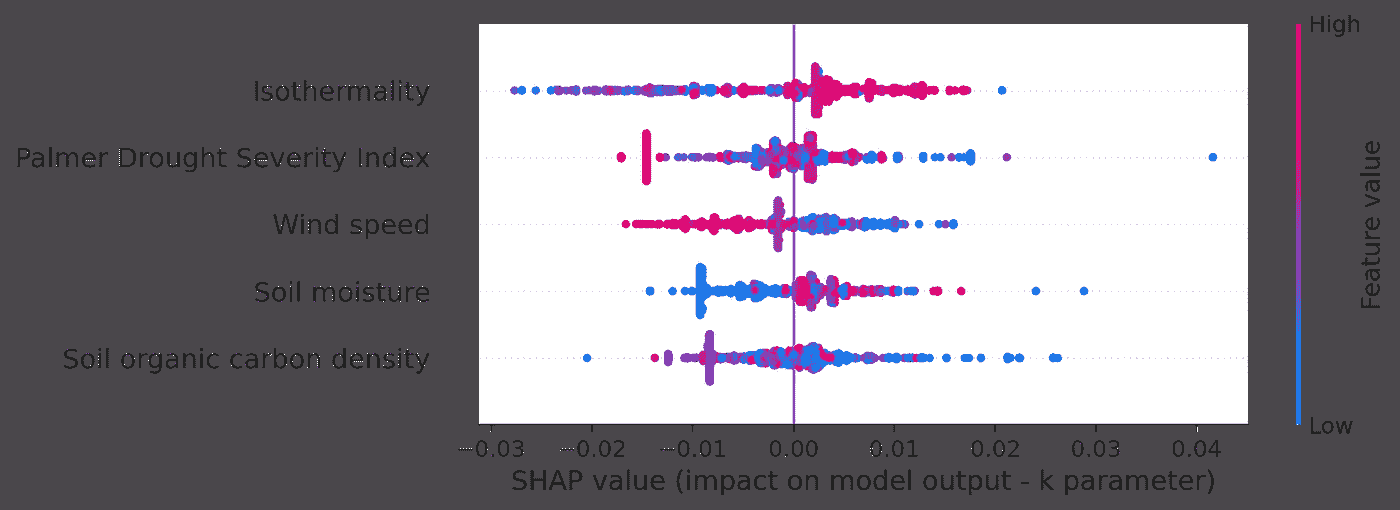 High
Isothermality
Palmer Drought Severity Index
Wind speed
Soil moisture
Soil organic carbon density
Feature value
Low
−0.03 −0.02 −0.01 0.00 0.01 0.02 0.03 0.04
SHAP value (impact on model output - k parameter)